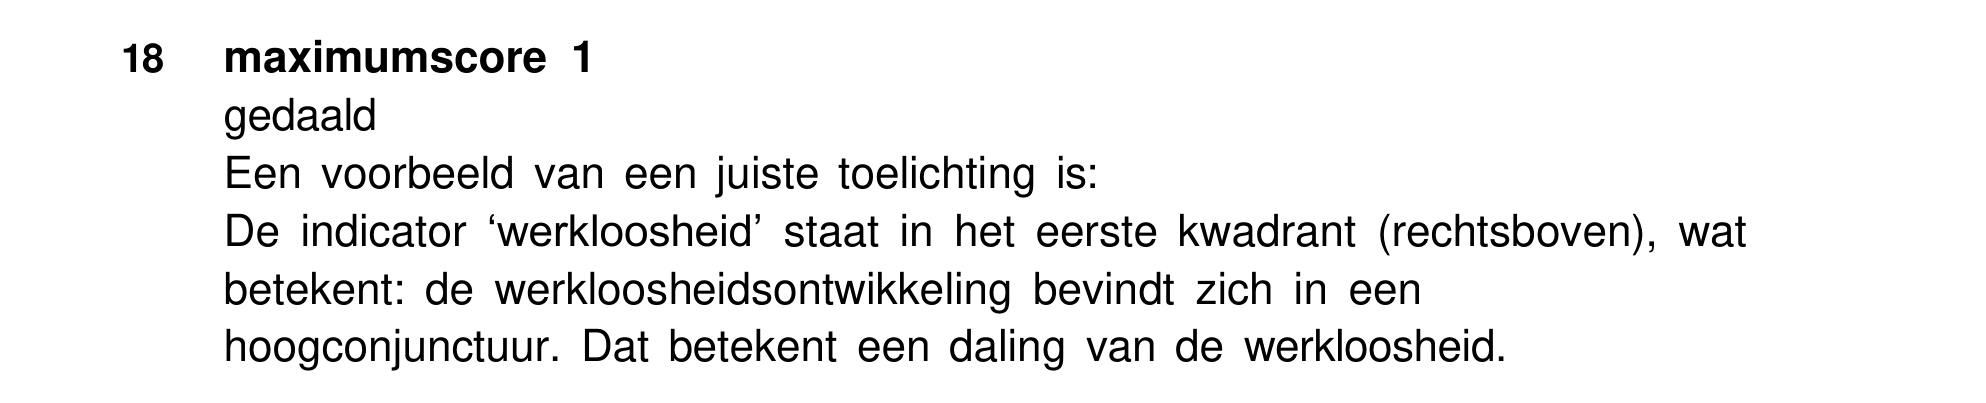 18 maximumscore 1
gedaald
Een voorbeeld van een juiste toelichting is:
De indicator ‘werkloosheid’ staat in het eerste kwadrant (rechtsboven), wat
betekent: de werkloosheidsontwikkeling bevindt zich in een
hoogconjunctuur. Dat betekent een daling van de werkloosheid.